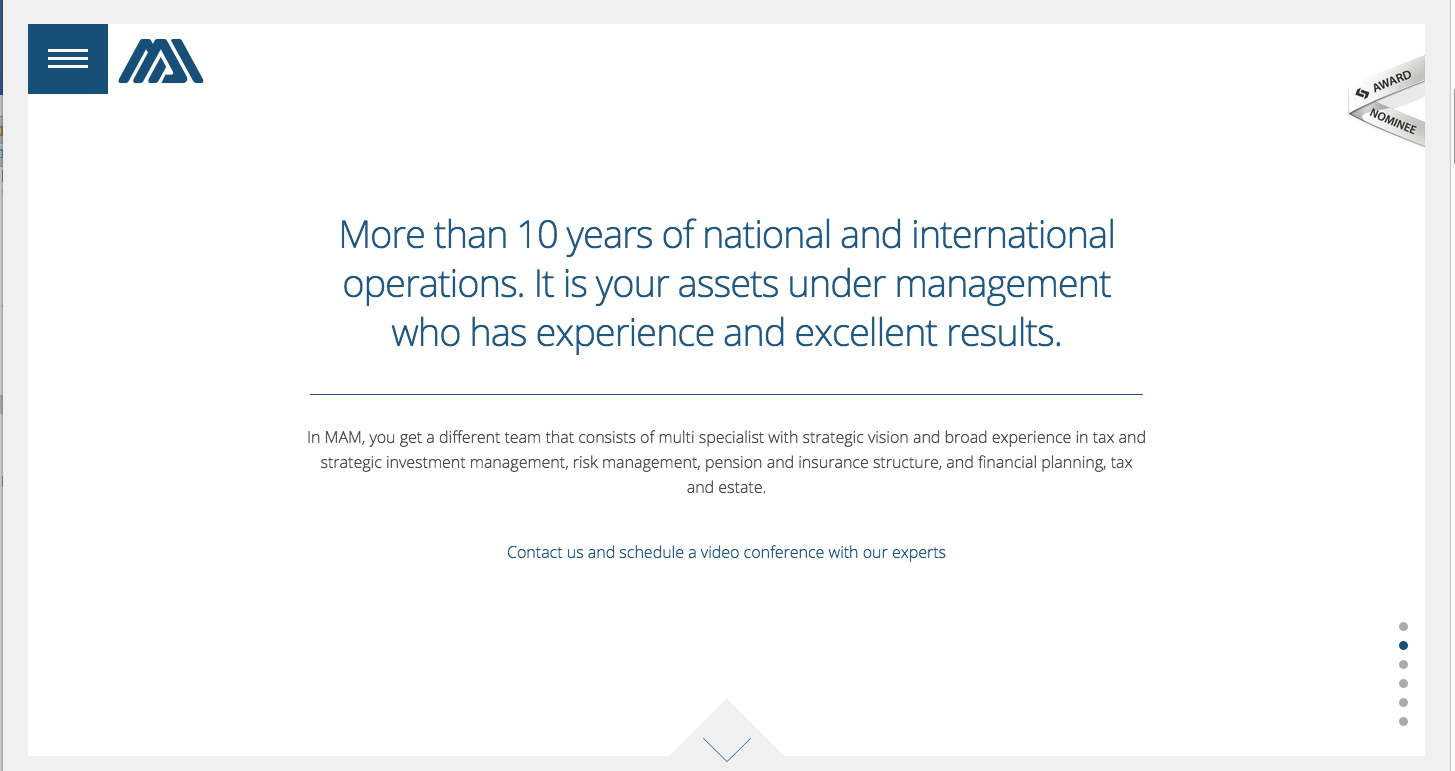 AWARD
NOMINEE
More than 10 years of national and international
operations. It is your assets under management
who has experience and excellent results.
In MAM, you get a different team that consists of multi specialist with strategic vision and broad experience in tax and
strategic investment management, risk management, pension and insurance structure, and financial planning, tax
and estate.
Contact us and schedule a video conference with our experts